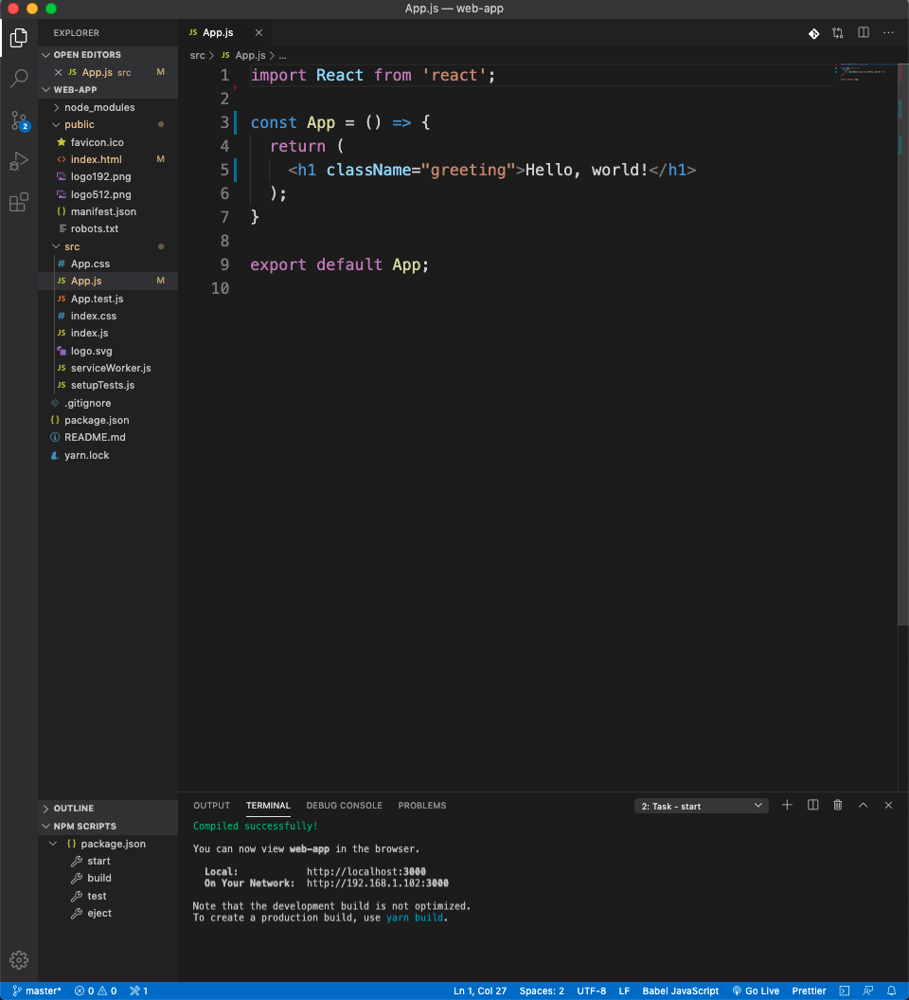 App.js — web-app
EXPLORER
OPEN EDITORS
JS App.js src M
WEB-APP
node_modules
public
favicon.ico
<> index.html M
logo192.png
logo512.png
{} manifest.json
robots.txt
src
# App.css
JS App.js M
JS App.test.js
# index.css
JS index.js
logo.svg
JS serviceWorker.js
JS setupTests.js
.gitignore
{} package.json
README.md
yarn.lock
2
OUTLINE
NPM SCRIPTS
{} package.json
start
build
test
eject
JS App.js
src > JS App.js > ...
1 import React from 'react';
2
3 const App = () => {
4   return (
5     <h1 className="greeting">Hello, world!</h1>
6   );
7 }
8
9 export default App;
10
OUTPUT TERMINAL DEBUG CONSOLE PROBLEMS 2: Task - start
Compiled successfully!
You can now view web-app in the browser.
Local: http://localhost:3000
On Your Network: http://192.168.1.102:3000
Note that the development build is not optimized.
To create a production build, use yarn build.
master* 0 0 1 Ln 1, Col 27 Spaces: 2 UTF-8 LF Babel JavaScript Go Live Prettier